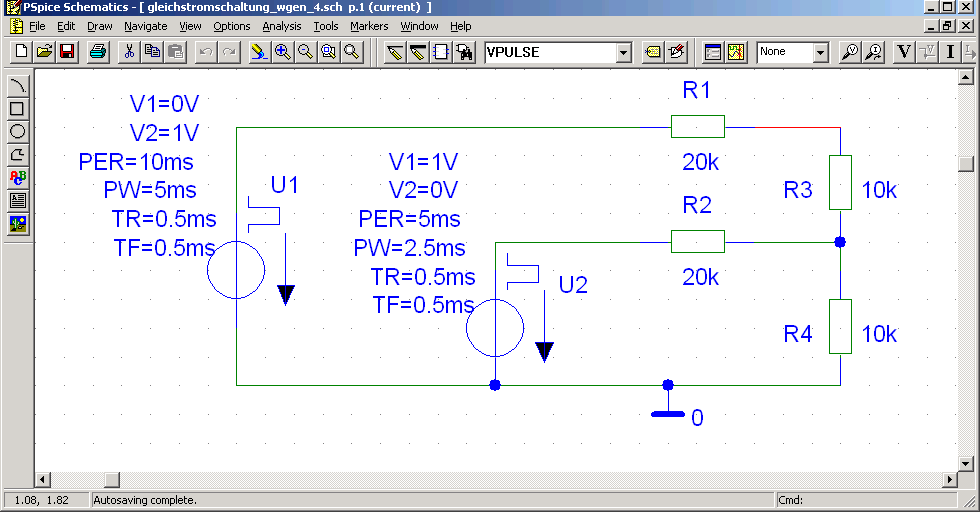 PSpice Schematics - [ gleichstromschaltung_wgen_4.sch p.1 (current) ]
File Edit Draw Navigate View Options Analysis Tools Markers Window Help
VPULSE
None
V
V
I
ABC
V1=0V
V2=1V
PER=10ms
PW=5ms
TR=0.5ms
TF=0.5ms
U1
V1=1V
V2=0V
PER=5ms
PW=2.5ms
TR=0.5ms
TF=0.5ms
U2
R1
20k
R2
20k
R3
10k
R4
10k
0
1.08, 1.82
Autosaving complete.
Cmd: